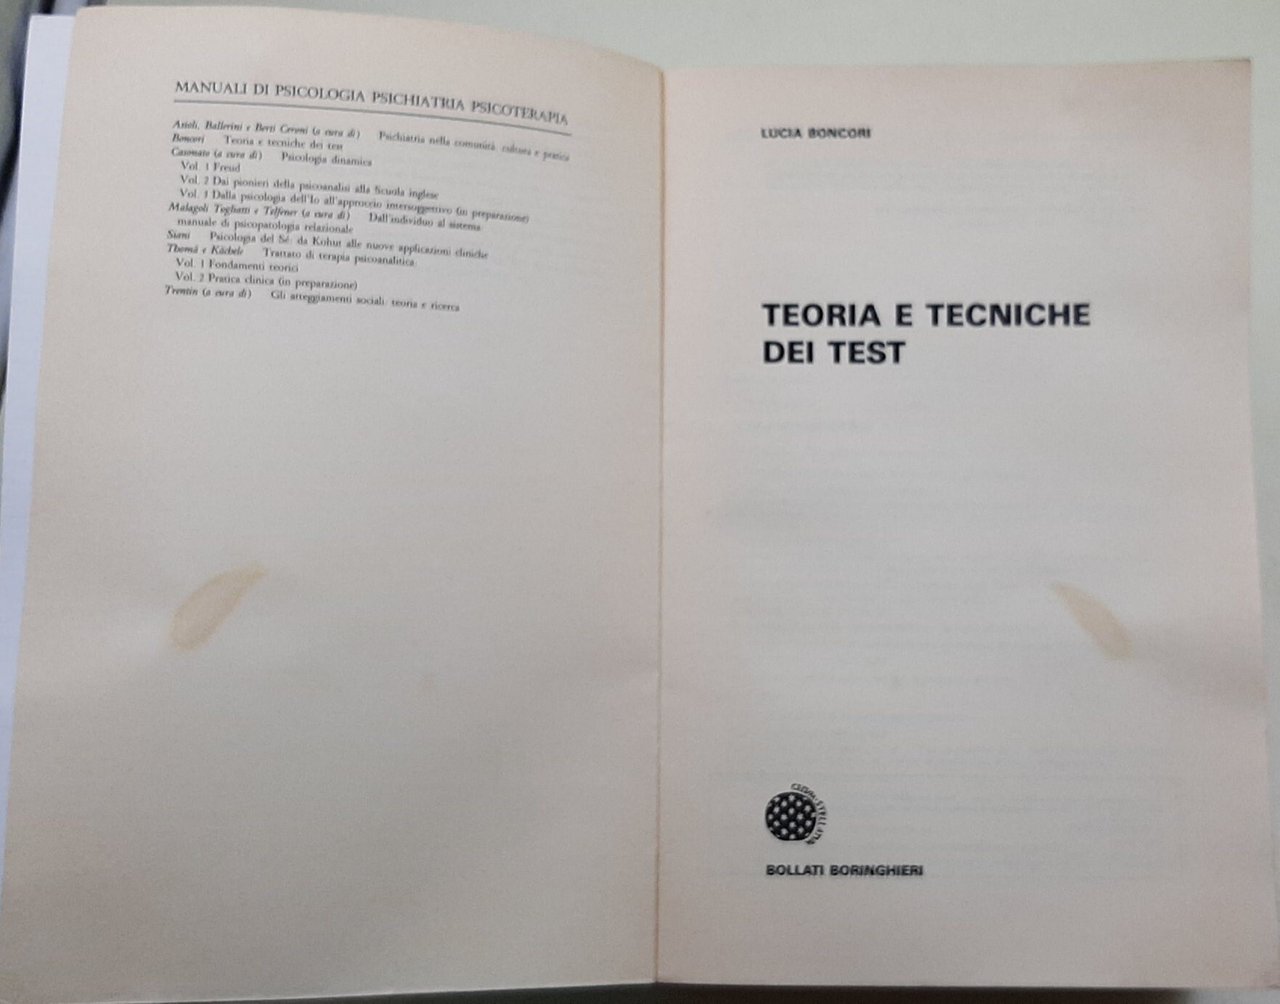 MANUALI DI PSICOLOGIA PSICHIATRIA PSICOTERAPIA
Asioli, Ballerini e Berti Ceroni (a cura di) Psichiatria nella comunità: cultura e pratica
Boncori Teoria e tecniche dei test
Casonato (a cura di) Psicologia dinamica
Vol. 1 Freud
Vol. 2 Dai pionieri della psicoanalisi alla Scuola inglese
Vol. 3 Dalla psicologia dell'Io all'approccio intersoggettivo (in preparazione)
Malagoli Togliatti e Telfener (a cura di) Dall'individuo al sistema
manuale di psicopatologia relazionale
Siani Psicologia del Sé: da Kohut alle nuove applicazioni cliniche
Thomä e Kächele Trattato di terapia psicoanalitica
Vol. 1 Fondamenti teorici
Vol. 2 Pratica clinica (in preparazione)
Trentin (a cura di) Gli atteggiamenti sociali: teoria e ricerca
LUCIA BONCORI
TEORIA E TECNICHE
DEI TEST
BOLLATI BORINGHIERI